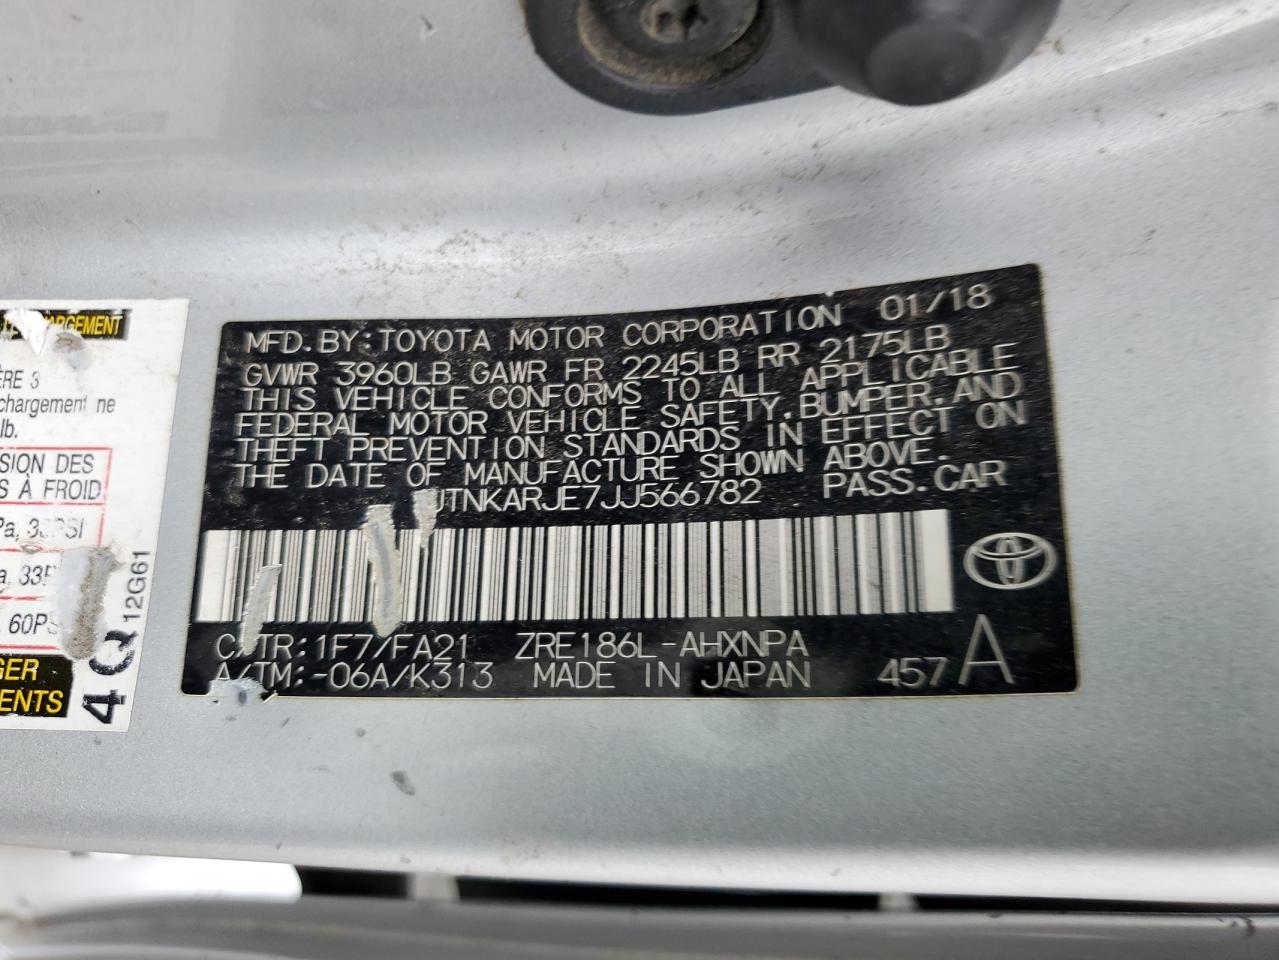 ARGEMENT
ÈRE 3
chargement ne
lb.
SION DES
S À FROID
Pa, 33PSI
a, 33P
60PS
GER
ENTS
4Q
12G61
MFD. BY: TOYOTA MOTOR CORPORATION 01/18
GVWR 3960LB GAWR FR 2245LB RR 2175LB
THIS VEHICLE CONFORMS TO ALL APPLICABLE
FEDERAL MOTOR VEHICLE SAFETY, BUMPER, AND
THEFT PREVENTION STANDARDS IN EFFECT ON
THE DATE OF MANUFACTURE SHOWN ABOVE.
JTNKARJE7JJ566782 PASS. CAR
C/TR: 1F7/FA21 ZRE186L-AHXNPA
A/TM: -06A/K313 MADE IN JAPAN 457 A